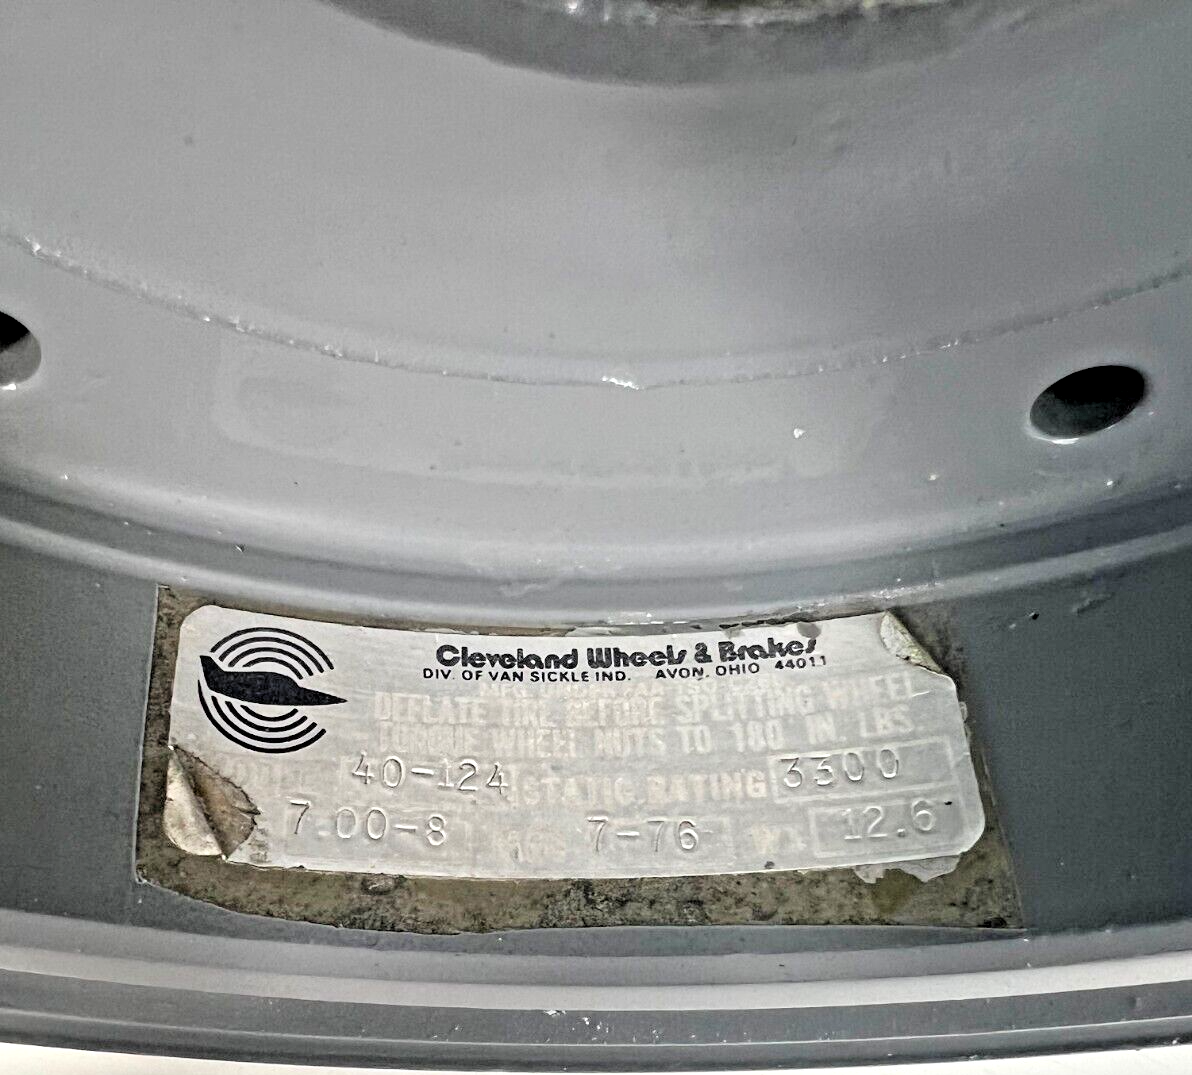 Cleveland Wheels & Brakes
DIV. OF VAN SICKLE IND. AVON, OHIO 44011
DEFLATE TIRE BEFORE SPLITTING WHEEL
TORQUE WHEEL NUTS TO 180 IN. LBS.
40-124 STATIC RATING 3300
7.00-8 7-76 12.6